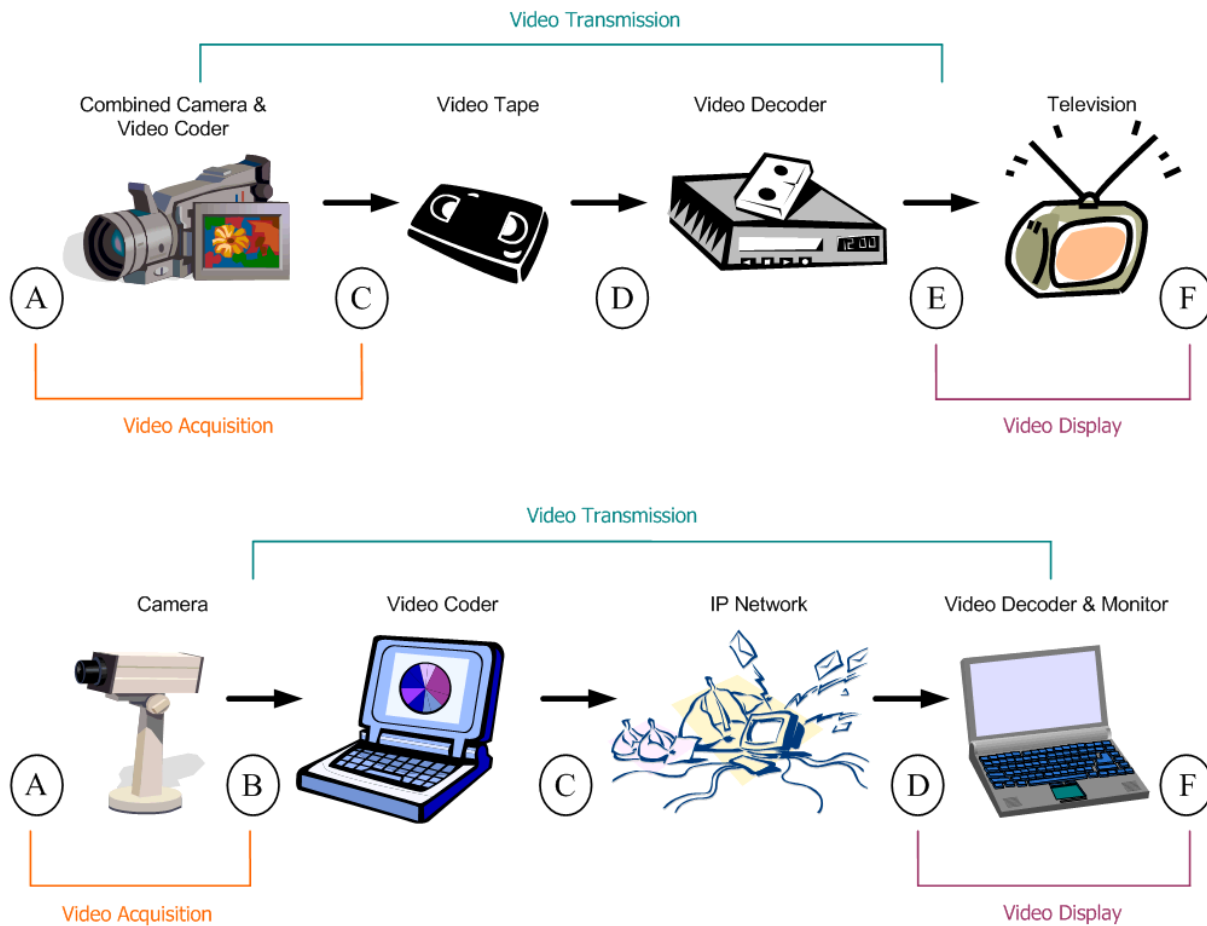 Video Transmission
Combined Camera &
Video Coder
Video Tape
Video Decoder
Television
12:00
A
C
D
E
F
Video Acquisition
Video Display
Video Transmission
Camera
Video Coder
IP Network
Video Decoder & Monitor
A
B
C
D
F
Video Acquisition
Video Display